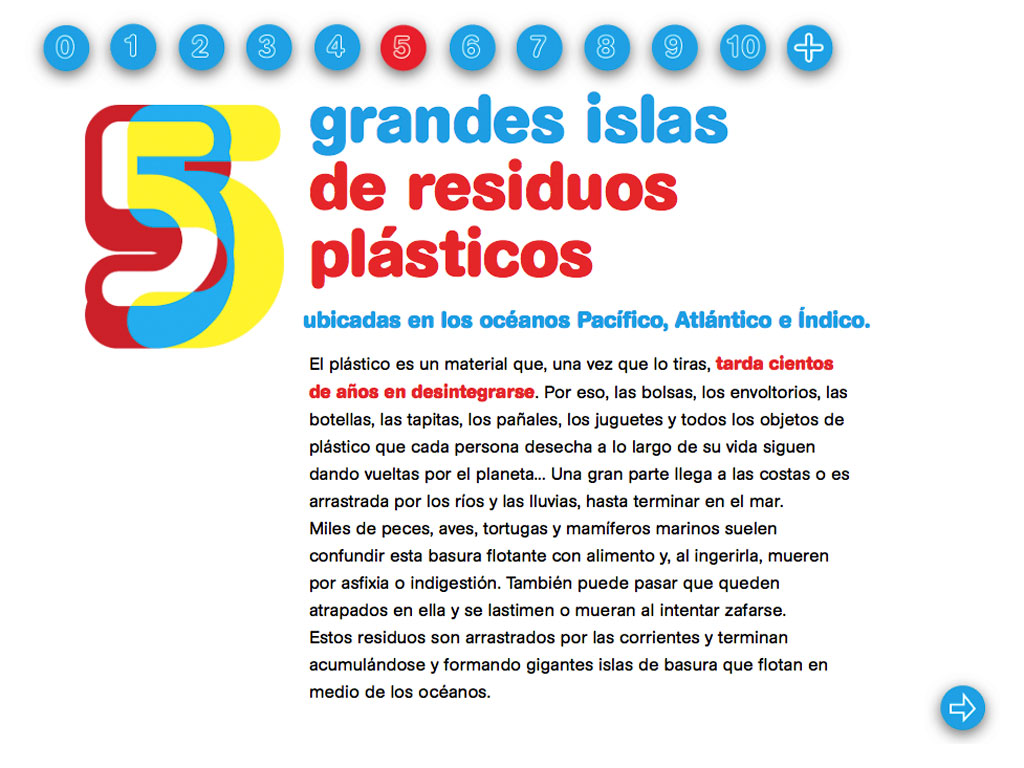 0 1 2 3 4 5 6 7 8 9 10 +
5
grandes islas
de residuos
plásticos
ubicadas en los océanos Pacífico, Atlántico e Índico.
El plástico es un material que, una vez que lo tiras, tarda cientos
de años en desintegrarse. Por eso, las bolsas, los envoltorios, las
botellas, las tapitas, los pañales, los juguetes y todos los objetos de
plástico que cada persona desecha a lo largo de su vida siguen
dando vueltas por el planeta... Una gran parte llega a las costas o es
arrastrada por los ríos y las lluvias, hasta terminar en el mar.
Miles de peces, aves, tortugas y mamíferos marinos suelen
confundir esta basura flotante con alimento y, al ingerirla, mueren
por asfixia o indigestión. También puede pasar que queden
atrapados en ella y se lastimen o mueran al intentar zafarse.
Estos residuos son arrastrados por las corrientes y terminan
acumulándose y formando gigantes islas de basura que flotan en
medio de los océanos.